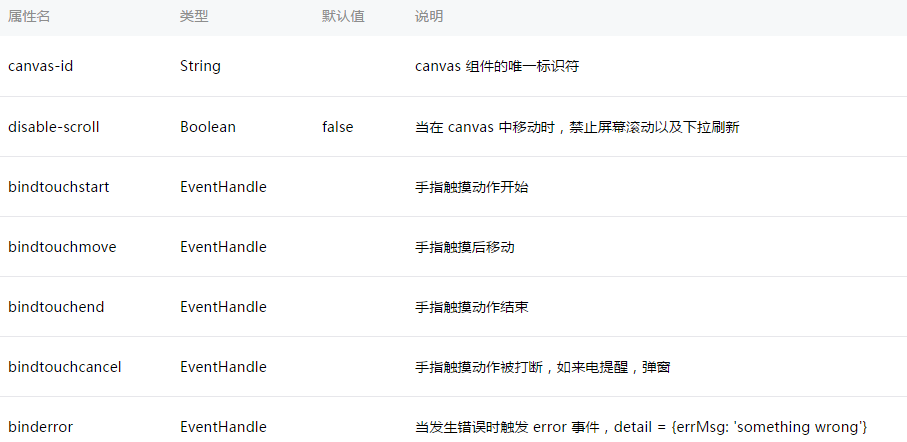 属性名 类型 默认值 说明
canvas-id String canvas 组件的唯一标识符
disable-scroll Boolean false 当在 canvas 中移动时，禁止屏幕滚动以及下拉刷新
bindtouchstart EventHandle 手指触摸动作开始
bindtouchmove EventHandle 手指触摸后移动
bindtouchend EventHandle 手指触摸动作结束
bindtouchcancel EventHandle 手指触摸动作被打断，如来电提醒，弹窗
binderror EventHandle 当发生错误时触发 error 事件，detail = {errMsg: 'something wrong'}